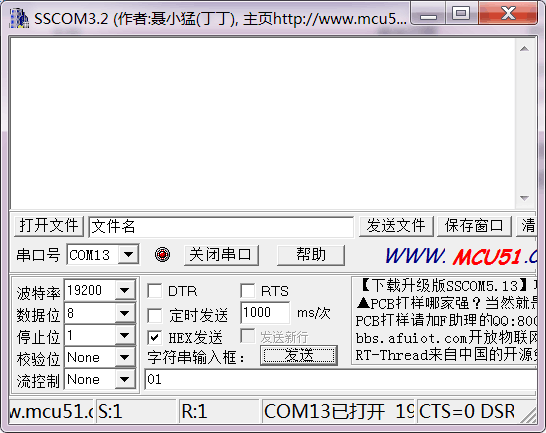 SSCOM3.2 (作者:聂小猛(丁丁), 主页http://www.mcu5...
打开文件 文件名 发送文件 保存窗口 清
串口号 COM13 关闭串口 帮助 WWW. MCU51.c
波特率 19200 DTR RTS
数据位 8 定时发送 1000 ms/次
停止位 1 HEX发送 发送新行
校验位 None 字符串输入框: 发送
流控制 None 01
【下载升级版SSCOM5.13】
▲PCB打样哪家强?当然就是
PCB打样请加F助理的QQ:800
bbs.afuiot.com开放物联网
RT-Thread来自中国的开源
w.mcu51.c S:1 R:1 COM13已打开 19 CTS=0 DSR